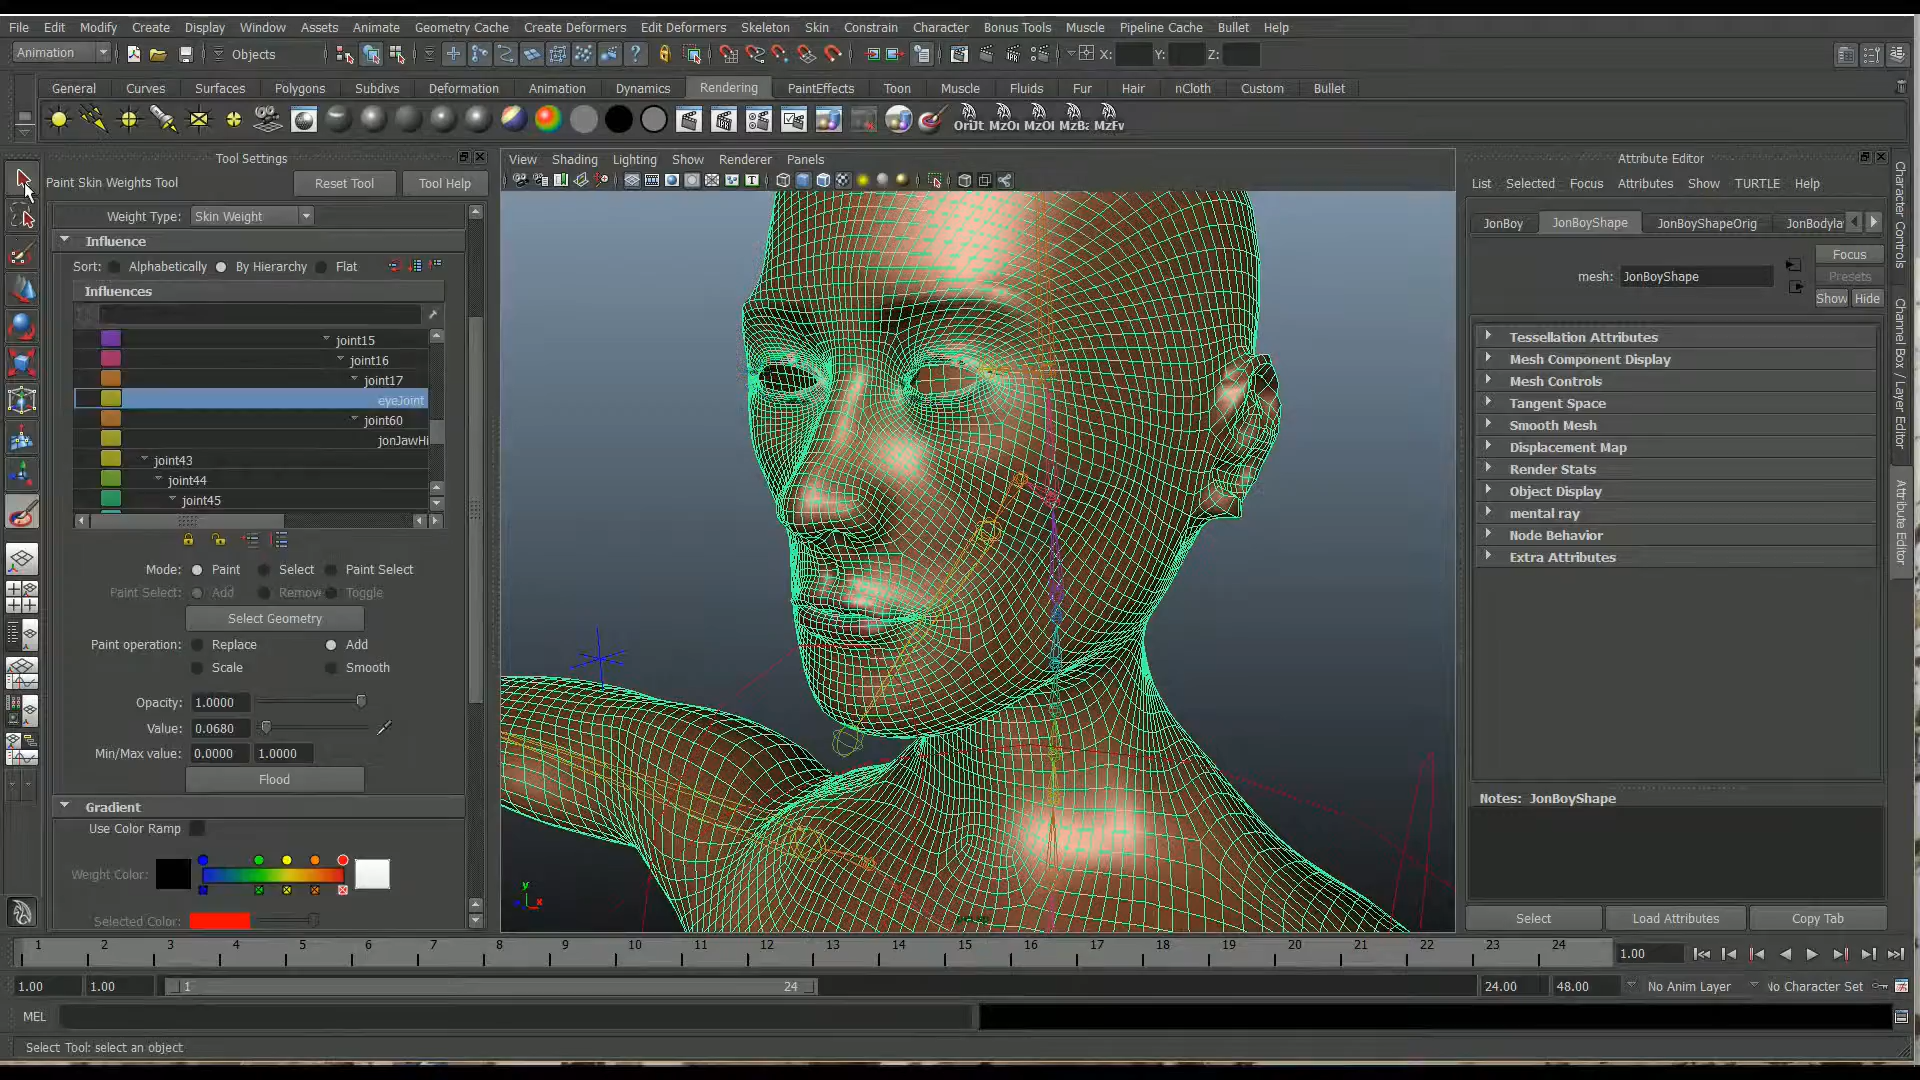 File Edit Modify Create Display Window Assets Animate Geometry Cache Create Deformers Edit Deformers Skeleton Skin Constrain Character Bonus Tools Muscle Pipeline Cache Bullet Help
Animation Objects X: Y: Z:
General Curves Surfaces Polygons Subdivs Deformation Animation Dynamics Rendering PaintEffects Toon Muscle Fluids Fur Hair nCloth Custom Bullet
MzBa MzFw
Tool Settings
Paint Skin Weights Tool Reset Tool Tool Help
Weight Type: Skin Weight
Influence
Sort: Alphabetically By Hierarchy Flat
Influences
joint15
joint16
joint17
eyeJoint
joint60
jonJawHi
joint43
joint44
joint45
Mode: Paint Select Paint Select
Paint Select: Add Remov Toggle
Select Geometry
Paint operation: Replace Add
Scale Smooth
Opacity: 1.0000
Value: 0.0680
Min/Max value: 0.0000 1.0000
Flood
Gradient
Use Color Ramp
Weight Color:
Selected Color:
View Shading Lighting Show Renderer Panels
y
x
Attribute Editor
List Selected Focus Attributes Show TURTLE Help
JonBoy JonBoyShape JonBoyShapeOrig JonBodyla
mesh: JonBoyShape
Focus
Presets
Show Hide
Tessellation Attributes
Mesh Component Display
Mesh Controls
Tangent Space
Smooth Mesh
Displacement Map
Render Stats
Object Display
mental ray
Node Behavior
Extra Attributes
Notes: JonBoyShape
Select Load Attributes Copy Tab
Character Controls
Channel Box / Layer Editor
Attribute Editor
1 2 3 4 5 6 7 8 9 10 11 12 13 14 15 16 17 18 19 20 21 22 23 24 1.00
1.00 1.00 1 24 24.00 48.00 No Anim Layer No Character Set
MEL
Select Tool: select an object